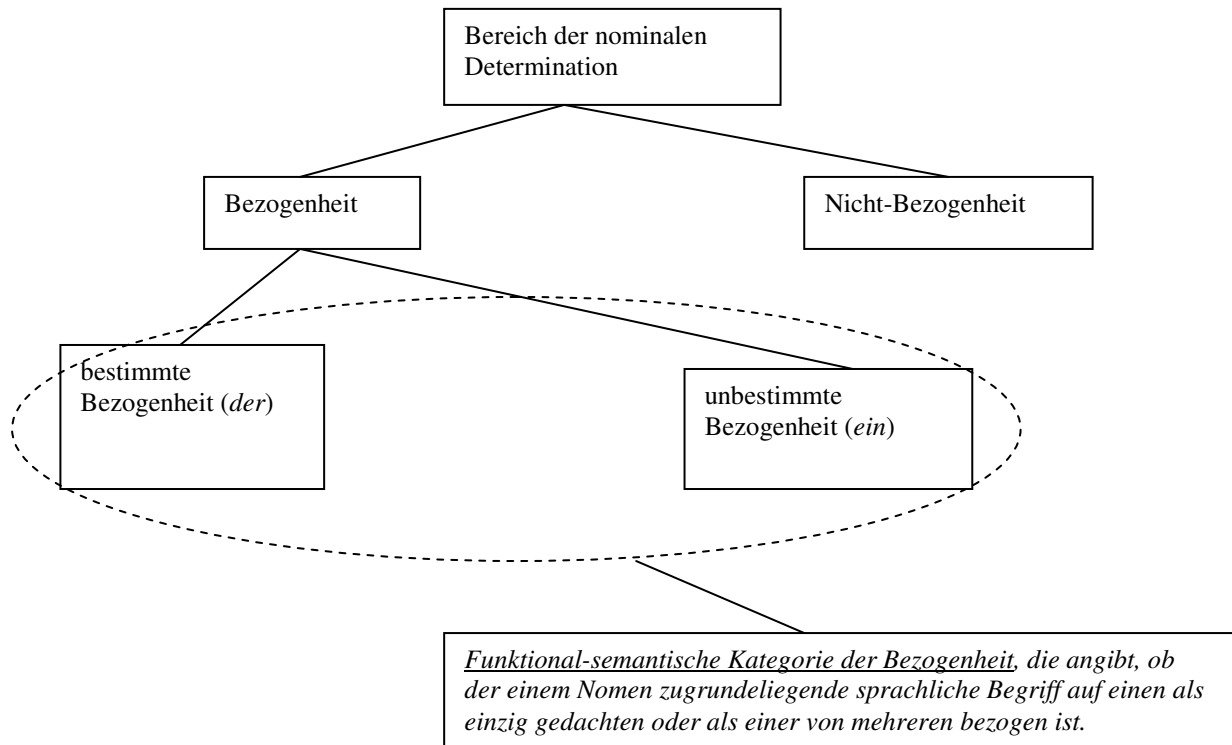 Bereich der nominalen
Determination
Bezogenheit
Nicht-Bezogenheit
bestimmte
Bezogenheit (der)
unbestimmte
Bezogenheit (ein)
Funktional-semantische Kategorie der Bezogenheit, die angibt, ob
der einem Nomen zugrundeliegende sprachliche Begriff auf einen als
einzig gedachten oder als einer von mehreren bezogen ist.